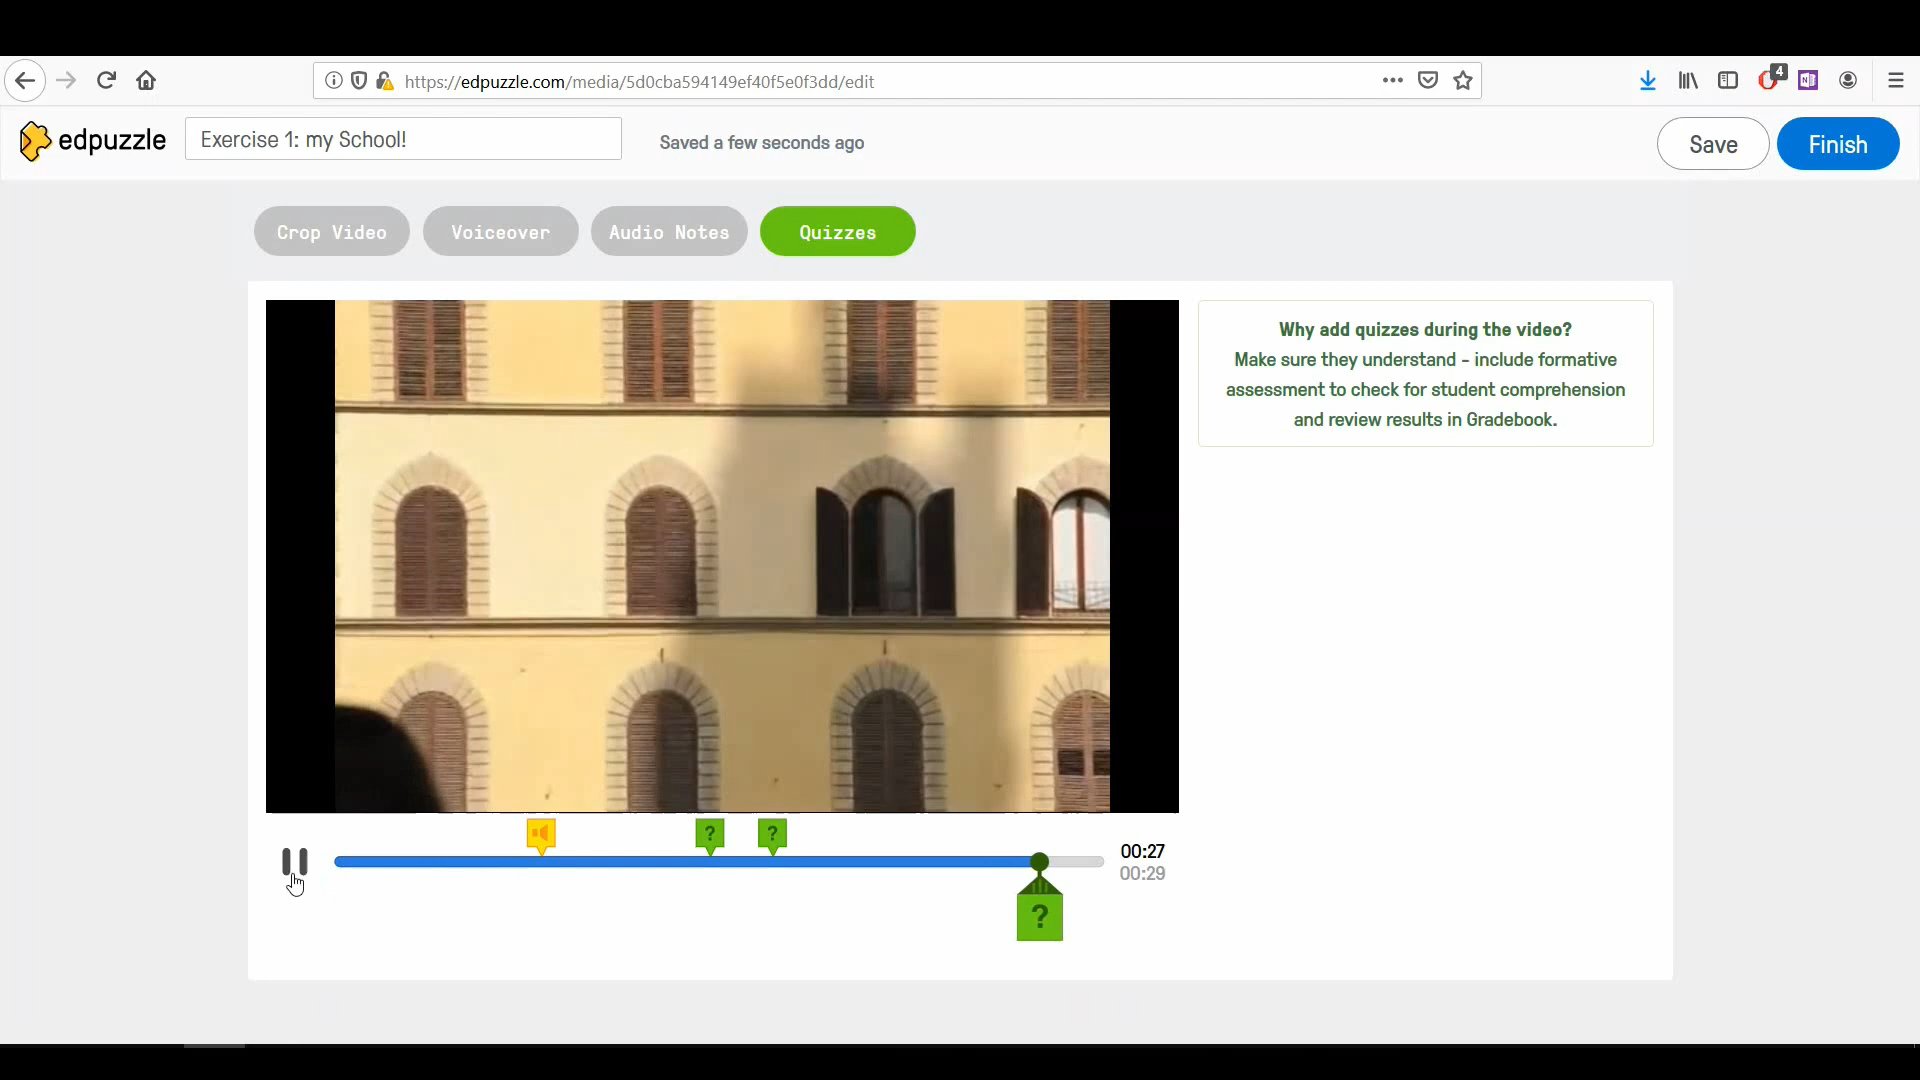 https://edpuzzle.com/media/5d0cba594149ef40f5e0f3dd/edit
4
edpuzzle
Exercise 1: my School!
Saved a few seconds ago
Save
Finish
Crop Video
Voiceover
Audio Notes
Quizzes
Why add quizzes during the video?
Make sure they understand - include formative
assessment to check for student comprehension
and review results in Gradebook.
?
?
00:27
00:29
?